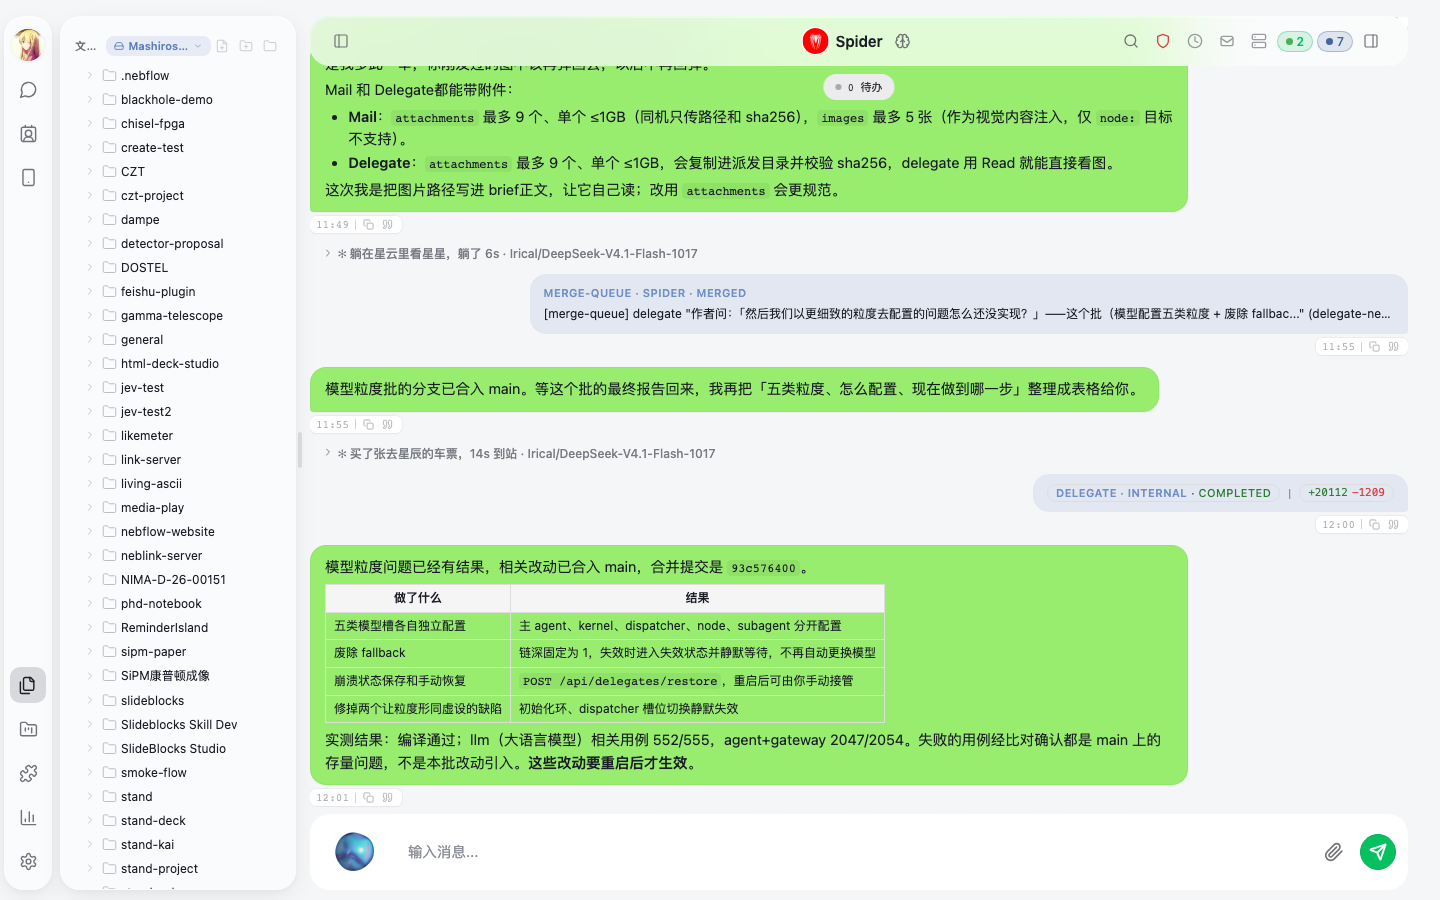 文...
Mashiros...
.nebflow
blackhole-demo
chisel-fpga
create-test
CZT
czt-project
dampe
detector-proposal
DOSTEL
feishu-plugin
gamma-telescope
general
html-deck-studio
jev-test
jev-test2
likemeter
link-server
living-ascii
media-play
nebflow-website
neblink-server
NIMA-D-26-00151
phd-notebook
ReminderIsland
sipm-paper
SiPM康普顿成像
slideblocks
Slideblocks Skill Dev
SlideBlocks Studio
smoke-flow
stand
stand-deck
stand-kai
stand-project
Spider
2
7
0 待办
Mail 和 Delegate都能带附件：
• Mail：attachments 最多 9 个、单个 ≤1GB（同机只传路径和 sha256），images 最多 5 张（作为视觉内容注入，仅 node: 目标
不支持）。
• Delegate：attachments 最多 9 个、单个 ≤1GB，会复制进派发目录并校验 sha256，delegate 用 Read 就能直接看图。
这次我是把图片路径写进 brief正文，让它自己读；改用 attachments 会更规范。
11:49
✻ 躺在星云里看星星，躺了 6s · lrical/DeepSeek-V4.1-Flash-1017
MERGE-QUEUE · SPIDER · MERGED
[merge-queue] delegate "作者问：「然后我们以更细致的粒度去配置的问题怎么还没实现？」——这个批（模型配置五类粒度 + 废除 fallbac..." (delegate-ne...
11:55
模型粒度批的分支已合入 main。等这个批的最终报告回来，我再把「五类粒度、怎么配置、现在做到哪一步」整理成表格给你。
11:55
✻ 买了张去星辰的车票，14s 到站 · lrical/DeepSeek-V4.1-Flash-1017
DELEGATE · INTERNAL · COMPLETED | +20112 −1209
12:00
模型粒度问题已经有结果，相关改动已合入 main，合并提交是 93c576400。
做了什么 结果
五类模型槽各自独立配置 主 agent、kernel、dispatcher、node、subagent 分开配置
废除 fallback 链深固定为 1，失效时进入失效状态并静默等待，不再自动更换模型
崩溃状态保存和手动恢复 POST /api/delegates/restore，重启后可由你手动接管
修掉两个让粒度形同虚设的缺陷 初始化环、dispatcher 槽位切换静默失效
实测结果：编译通过；llm（大语言模型）相关用例 552/555，agent+gateway 2047/2054。失败的用例经比对确认都是 main 上的
存量问题，不是本批改动引入。这些改动要重启后才生效。
12:01
输入消息...